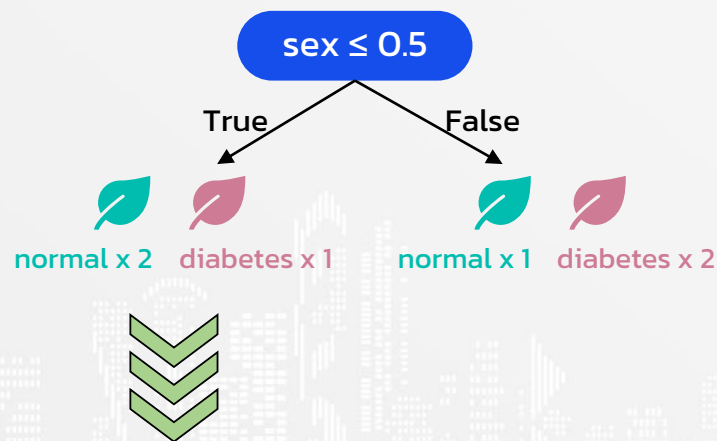 sex ≤ 0.5
True False
normal x 2 diabetes x 1 normal x 1 diabetes x 2